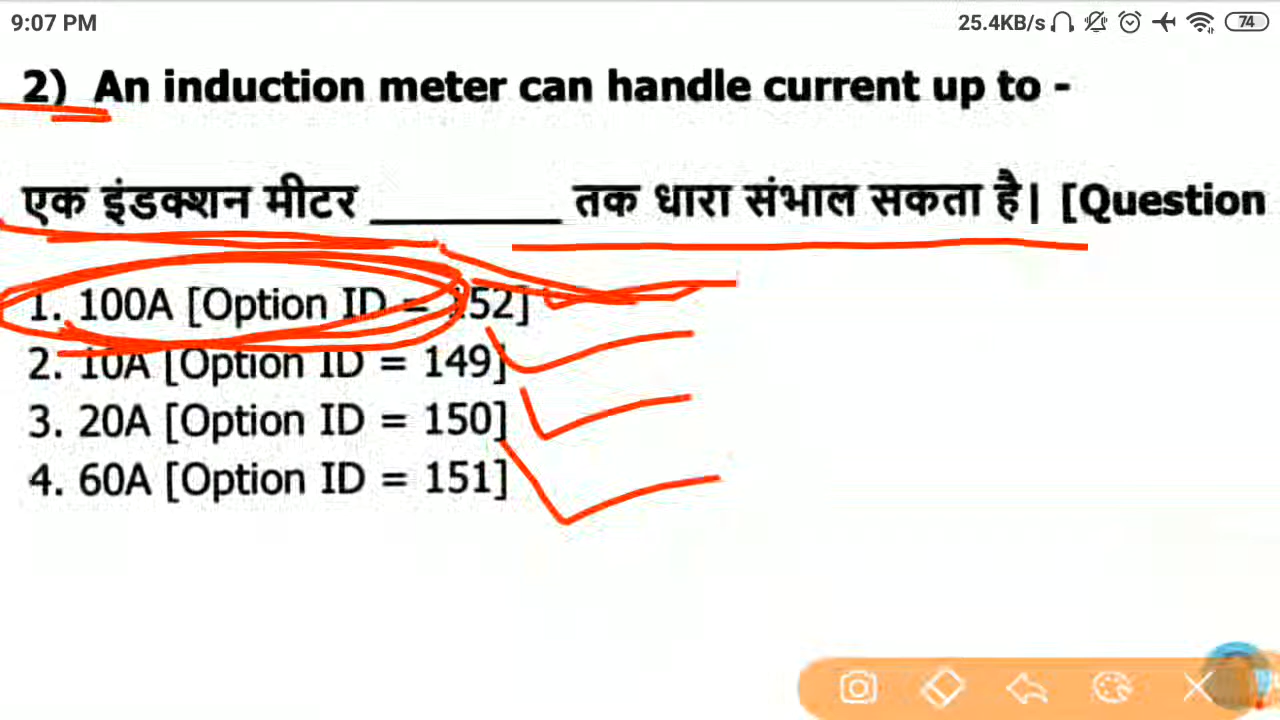 9:07 PM 25.4KB/s 74
2) An induction meter can handle current up to -
एक इंडक्शन मीटर __________ तक धारा संभाल सकता है| [Question
1. 100A [Option ID = 152]
2. 10A [Option ID = 149]
3. 20A [Option ID = 150]
4. 60A [Option ID = 151]